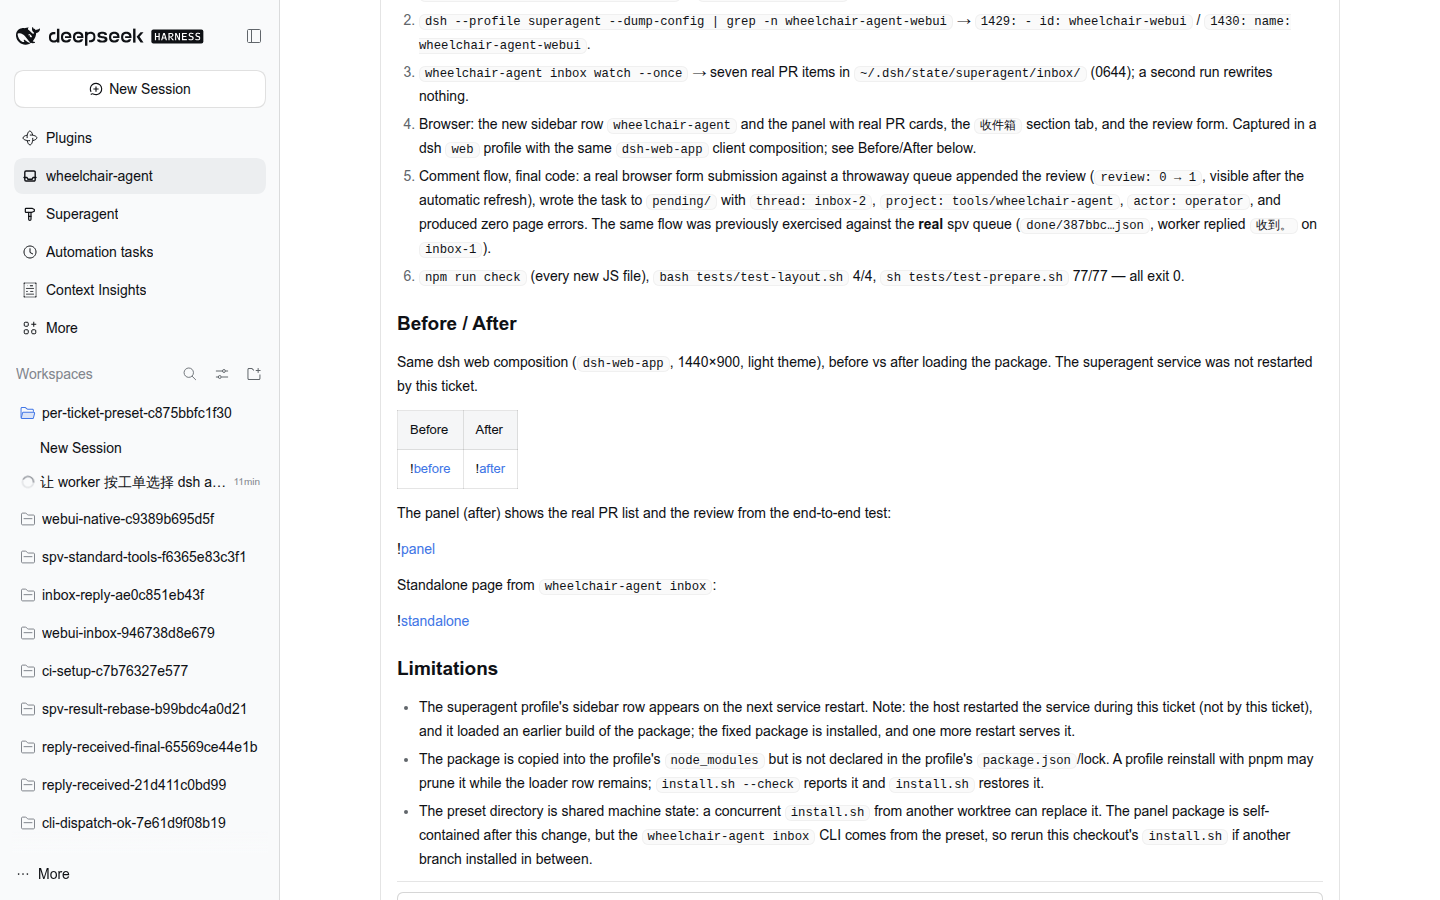 deepseek HARNESS
New Session
Plugins
wheelchair-agent
Superagent
Automation tasks
Context Insights
More
Workspaces
per-ticket-preset-c875bbfc1f30
New Session
让 worker 按工单选择 dsh a... 11min
webui-native-c9389b695d5f
spv-standard-tools-f6365e83c3f1
inbox-reply-ae0c851eb43f
webui-inbox-946738d8e679
ci-setup-c7b76327e577
spv-result-rebase-b99bdc4a0d21
reply-received-final-65569ce44e1b
reply-received-21d411c0bd99
cli-dispatch-ok-7e61d9f08b19
··· More
2. dsh --profile superagent --dump-config | grep -n wheelchair-agent-webui → 1429: - id: wheelchair-webui / 1430: name:
wheelchair-agent-webui .
3. wheelchair-agent inbox watch --once → seven real PR items in ~/.dsh/state/superagent/inbox/ (0644); a second run rewrites
nothing.
4. Browser: the new sidebar row wheelchair-agent and the panel with real PR cards, the 收件箱 section tab, and the review form. Captured in a
dsh web profile with the same dsh-web-app client composition; see Before/After below.
5. Comment flow, final code: a real browser form submission against a throwaway queue appended the review ( review: 0 → 1 , visible after the
automatic refresh), wrote the task to pending/ with thread: inbox-2 , project: tools/wheelchair-agent , actor: operator , and
produced zero page errors. The same flow was previously exercised against the real spv queue ( done/387bbc…json , worker replied 收到。 on
inbox-1 ).
6. npm run check (every new JS file), bash tests/test-layout.sh 4/4, sh tests/test-prepare.sh 77/77 — all exit 0.
Before / After
Same dsh web composition ( dsh-web-app , 1440×900, light theme), before vs after loading the package. The superagent service was not restarted
by this ticket.
Before After
!before !after
The panel (after) shows the real PR list and the review from the end-to-end test:
!panel
Standalone page from wheelchair-agent inbox :
!standalone
Limitations
• The superagent profile's sidebar row appears on the next service restart. Note: the host restarted the service during this ticket (not by this ticket),
and it loaded an earlier build of the package; the fixed package is installed, and one more restart serves it.
• The package is copied into the profile's node_modules but is not declared in the profile's package.json /lock. A profile reinstall with pnpm may
prune it while the loader row remains; install.sh --check reports it and install.sh restores it.
• The preset directory is shared machine state: a concurrent install.sh from another worktree can replace it. The panel package is self-
contained after this change, but the wheelchair-agent inbox CLI comes from the preset, so rerun this checkout's install.sh if another
branch installed in between.